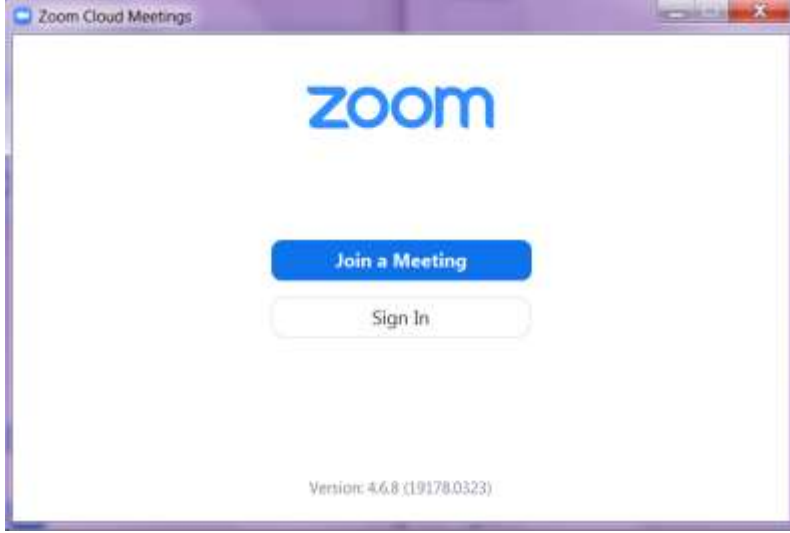 Zoom Cloud Meetings
zoom
Join a Meeting
Sign In
Version: 4.6.8 (19178.0323)